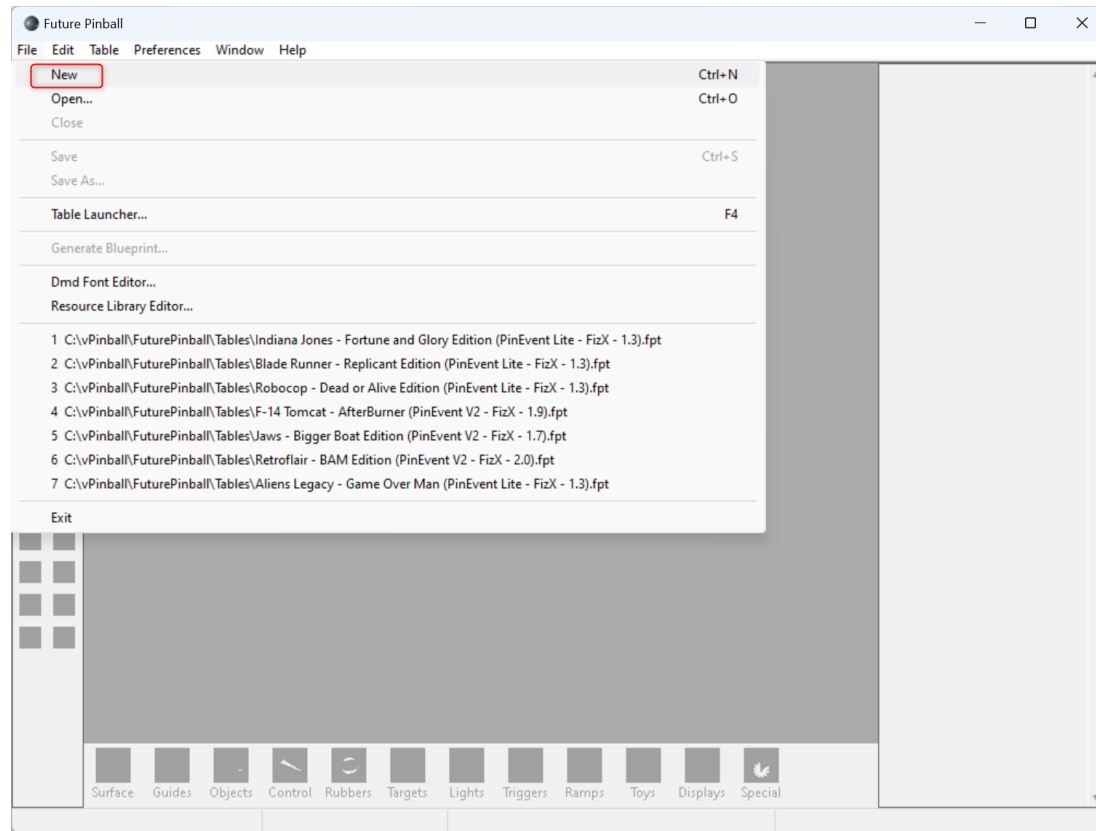 Future Pinball
File Edit Table Preferences Window Help
New Ctrl+N
Open... Ctrl+O
Close
Save Ctrl+S
Save As...
Table Launcher... F4
Generate Blueprint...
Dmd Font Editor...
Resource Library Editor...
1 C:\vPinball\FuturePinball\Tables\Indiana Jones - Fortune and Glory Edition (PinEvent Lite - FizX - 1.3).fpt
2 C:\vPinball\FuturePinball\Tables\Blade Runner - Replicant Edition (PinEvent Lite - FizX - 1.3).fpt
3 C:\vPinball\FuturePinball\Tables\Robocop - Dead or Alive Edition (PinEvent Lite - FizX - 1.3).fpt
4 C:\vPinball\FuturePinball\Tables\F-14 Tomcat - AfterBurner (PinEvent V2 - FizX - 1.9).fpt
5 C:\vPinball\FuturePinball\Tables\Jaws - Bigger Boat Edition (PinEvent V2 - FizX - 1.7).fpt
6 C:\vPinball\FuturePinball\Tables\Retroflair - BAM Edition (PinEvent V2 - FizX - 2.0).fpt
7 C:\vPinball\FuturePinball\Tables\Aliens Legacy - Game Over Man (PinEvent Lite - FizX - 1.3).fpt
Exit
Surface Guides Objects Control Rubbers Targets Lights Triggers Ramps Toys Displays Special